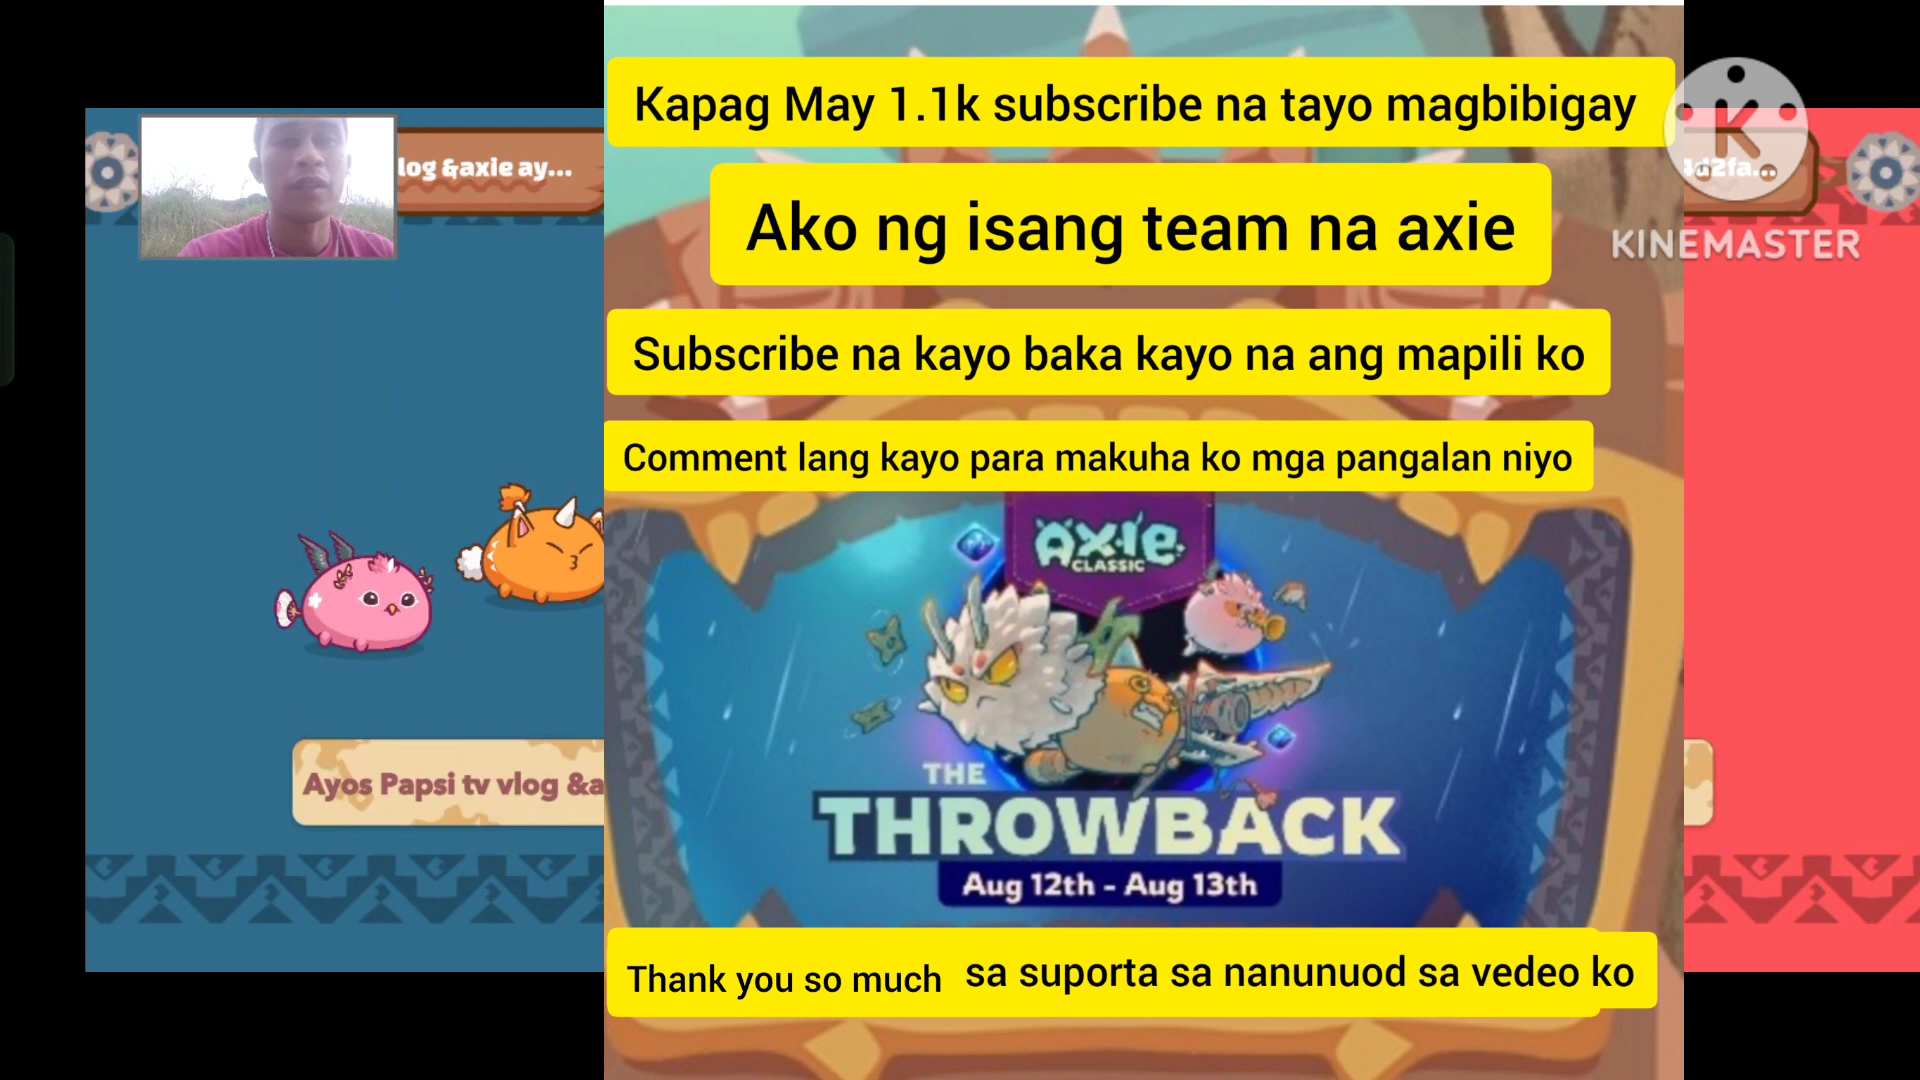 Kapag May 1.1k subscribe na tayo magbibigay
log &axie ay...
4d2fa...
K
KINEMASTER
Ako ng isang team na axie
Subscribe na kayo baka kayo na ang mapili ko
Comment lang kayo para makuha ko mga pangalan niyo
AXIE
CLASSIC
THE
THROWBACK
Ayos Papsi tv vlog &a
Aug 12th - Aug 13th
Thank you so much sa suporta sa nanunuod sa vedeo ko